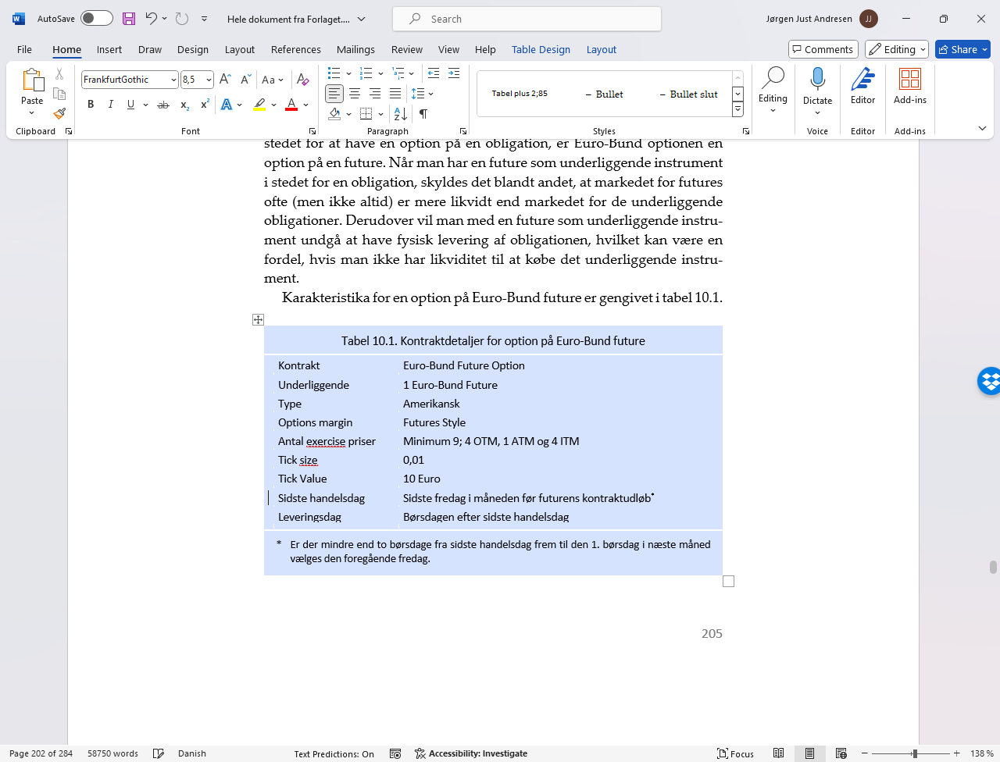 AutoSave
Hele dokument fra Forlaget....
Search
Jørgen Just Andresen
JJ
File
Home
Insert
Draw
Design
Layout
References
Mailings
Review
View
Help
Table Design
Layout
Comments
Editing
Share
Paste
Clipboard
FrankfurtGothic
8,5
Font
Paragraph
Tabel plus 2;85
– Bullet
– Bullet slut
Styles
Editing
Dictate
Voice
Editor
Editor
Add-ins
Add-ins
stedet for at have en option på en obligation, er Euro-Bund optionen en
option på en future. Når man har en future som underliggende instrument
i stedet for en obligation, skyldes det blandt andet, at markedet for futures
ofte (men ikke altid) er mere likvidt end markedet for de underliggende
obligationer. Derudover vil man med en future som underliggende instru-
ment undgå at have fysisk levering af obligationen, hvilket kan være en
fordel, hvis man ikke har likviditet til at købe det underliggende instru-
ment.
Karakteristika for en option på Euro-Bund future er gengivet i tabel 10.1.
Tabel 10.1. Kontraktdetaljer for option på Euro-Bund future
Kontrakt Euro-Bund Future Option
Underliggende 1 Euro-Bund Future
Type Amerikansk
Options margin Futures Style
Antal exercise priser Minimum 9; 4 OTM, 1 ATM og 4 ITM
Tick size 0,01
Tick Value 10 Euro
Sidste handelsdag Sidste fredag i måneden før futurens kontraktudløb*
Leveringsdag Børsdagen efter sidste handelsdag
* Er der mindre end to børsdage fra sidste handelsdag frem til den 1. børsdag i næste måned
vælges den foregående fredag.
205
Page 202 of 284
58750 words
Danish
Text Predictions: On
Accessibility: Investigate
Focus
138 %